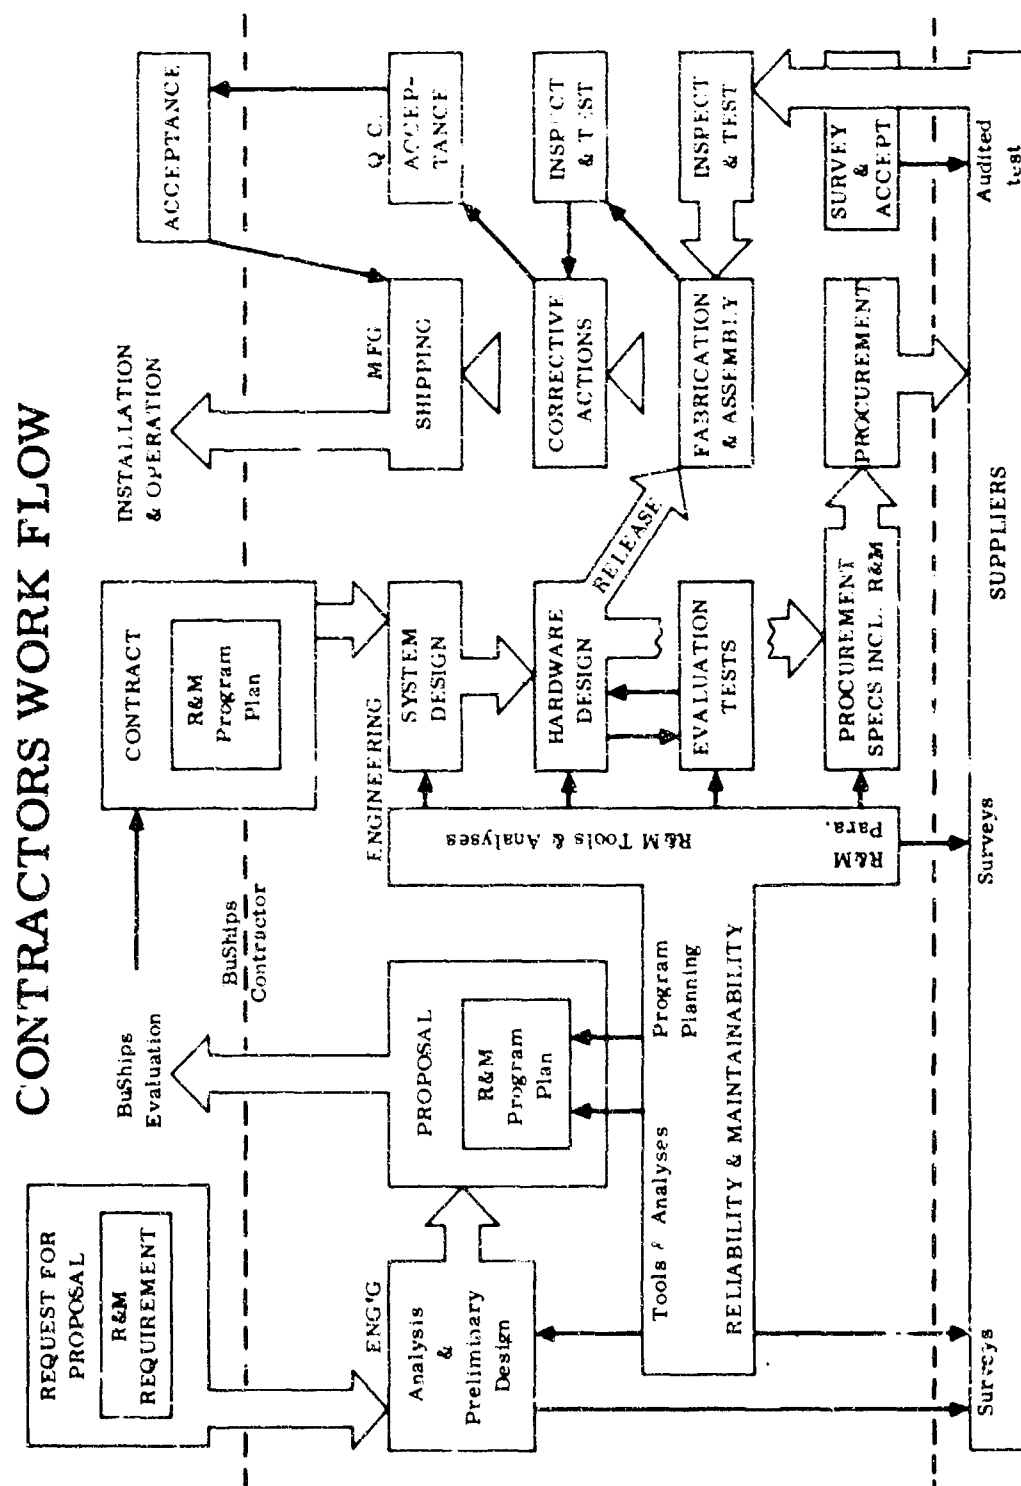 CONTRACTORS WORK FLOW
REQUEST FOR
PROPOSAL
R&M
REQUIREMENT
BuShips
Evaluation
CONTRACT
R&M
Program
Plan
INSTALLATION
& OPERATION
ACCEPTANCE
BuShips
Contractor
ENG'G
Analysis
&
Preliminary
Design
PROPOSAL
R&M
Program
Plan
ENGINEERING
SYSTEM
DESIGN
HARDWARE
DESIGN
RELEASE
EVALUATION
TESTS
PROCUREMENT
SPECS INCL. R&M
MFG
SHIPPING
CORRECTIVE
ACTIONS
FABRICATION
& ASSEMBLY
PROCUREMENT
Q.C.
ACCEP-
TANCE
INSPECT
& TEST
INSPECT
& TEST
SURVEY
&
ACCEPT
Tools & Analyses
Program
Planning
RELIABILITY & MAINTAINABILITY
R&M Tools & Analyses
R&M
Para.
Surveys
Surveys
SUPPLIERS
Audited
test